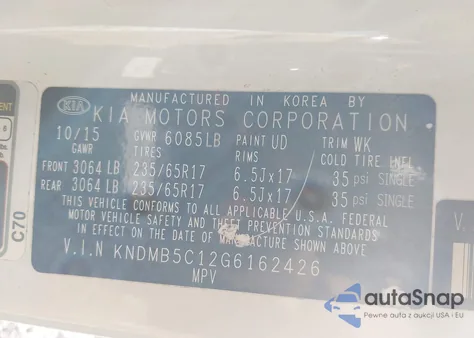 MANUFACTURED IN KOREA BY
KIA KIA MOTORS CORPORATION
10/15 GVWR 6085LB PAINT UD TRIM WK
GAWR TIRES RIMS COLD TIRE INFL.
FRONT 3064 LB 235/65R17 6.5Jx17 35 psi SINGLE
REAR 3064 LB 235/65R17 6.5Jx17 35 psi SINGLE
THIS VEHICLE CONFORMS TO ALL APPLICABLE U.S.A. FEDERAL
MOTOR VEHICLE SAFETY AND THEFT PREVENTION STANDARDS
IN EFFECT ON THE DATE OF MANUFACTURE SHOWN ABOVE
V.I.N KNDMB5C12G6162426
MPV
C70
autaSnap
Pewne auta z USA i EU